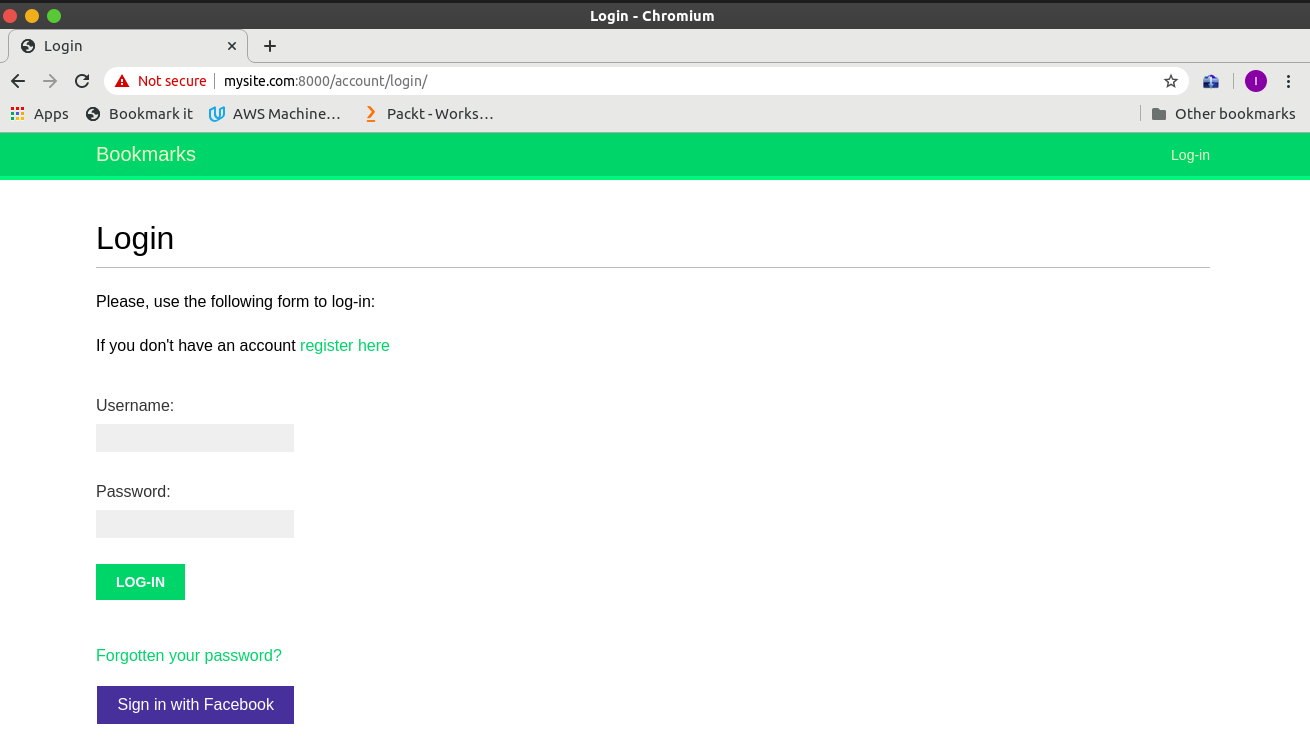 Login - Chromium
Login
Not secure mysite.com:8000/account/login/ I
Apps Bookmark it AWS Machine… Packt - Works… Other bookmarks
Bookmarks Log-in
Login
Please, use the following form to log-in:
If you don't have an account register here
Username:
Password:
LOG-IN
Forgotten your password?
Sign in with Facebook